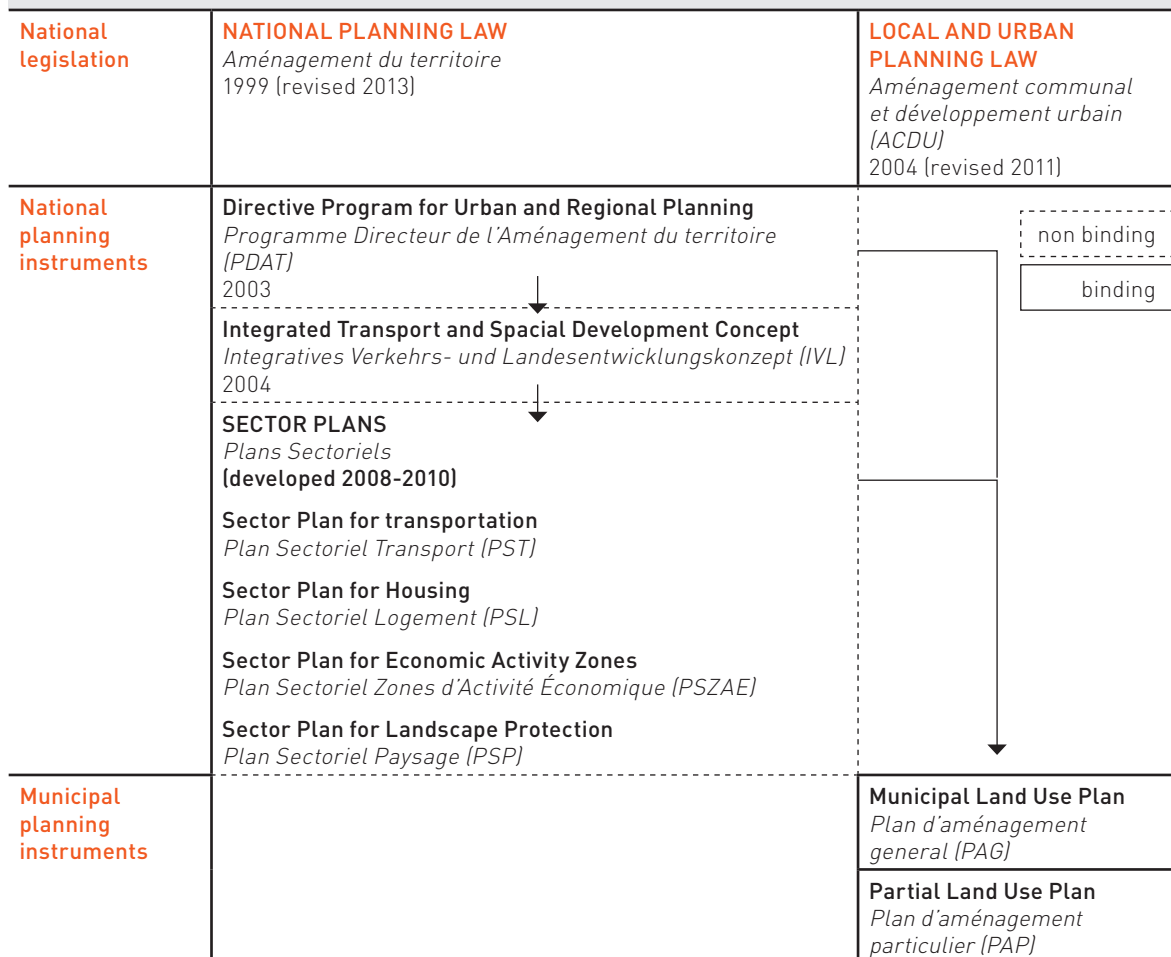 National
legislation
NATIONAL PLANNING LAW
Aménagement du territoire
1999 (revised 2013)
LOCAL AND URBAN
PLANNING LAW
Aménagement communal
et développement urbain
(ACDU)
2004 (revised 2011)
National
planning
instruments
Directive Program for Urban and Regional Planning
Programme Directeur de l'Aménagement du territoire
(PDAT)
2003
Integrated Transport and Spacial Development Concept
Integratives Verkehrs- und Landesentwicklungskonzept (IVL)
2004
SECTOR PLANS
Plans Sectoriels
(developed 2008-2010)
Sector Plan for transportation
Plan Sectoriel Transport (PST)
Sector Plan for Housing
Plan Sectoriel Logement (PSL)
Sector Plan for Economic Activity Zones
Plan Sectoriel Zones d'Activité Économique (PSZAE)
Sector Plan for Landscape Protection
Plan Sectoriel Paysage (PSP)
non binding
binding
Municipal
planning
instruments
Municipal Land Use Plan
Plan d'aménagement
general (PAG)
Partial Land Use Plan
Plan d'aménagement
particulier (PAP)